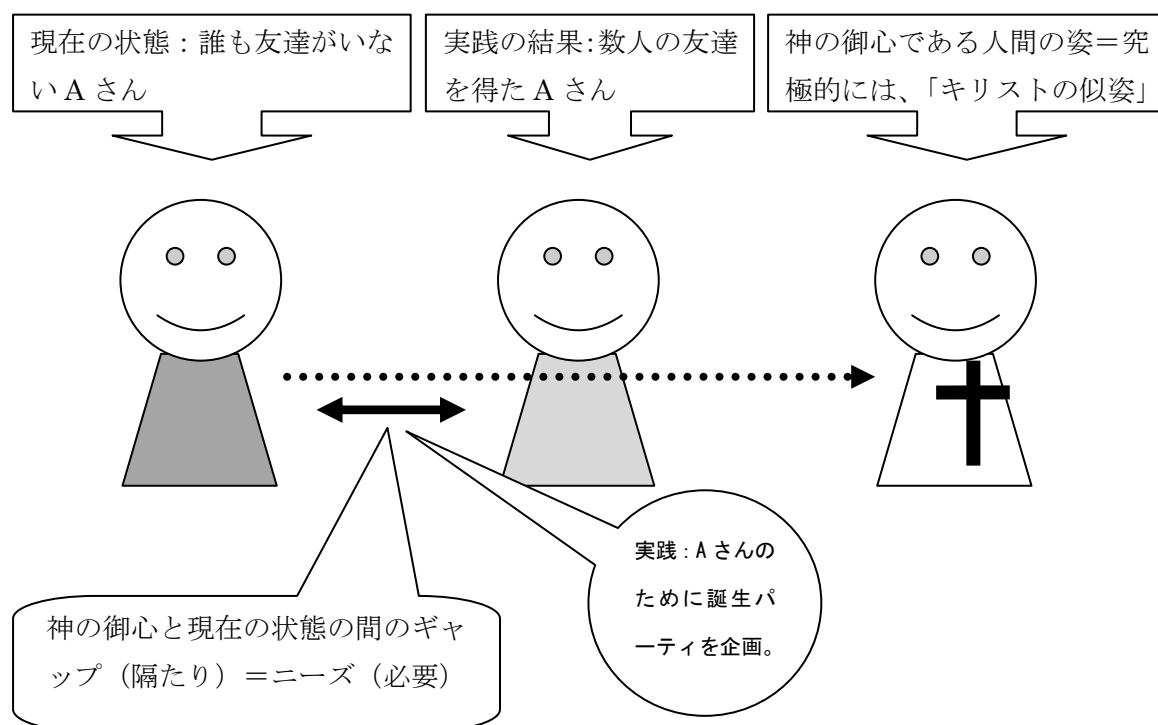 現在の状態：誰も友達がいな
い A さん
実践の結果：数人の友達
を得た A さん
神の御心である人間の姿＝究
極的には、「キリストの似姿」
実践：A さんの
ために誕生パ
ーティを企画。
神の御心と現在の状態の間のギャ
ップ（隔たり）＝ニーズ（必要）